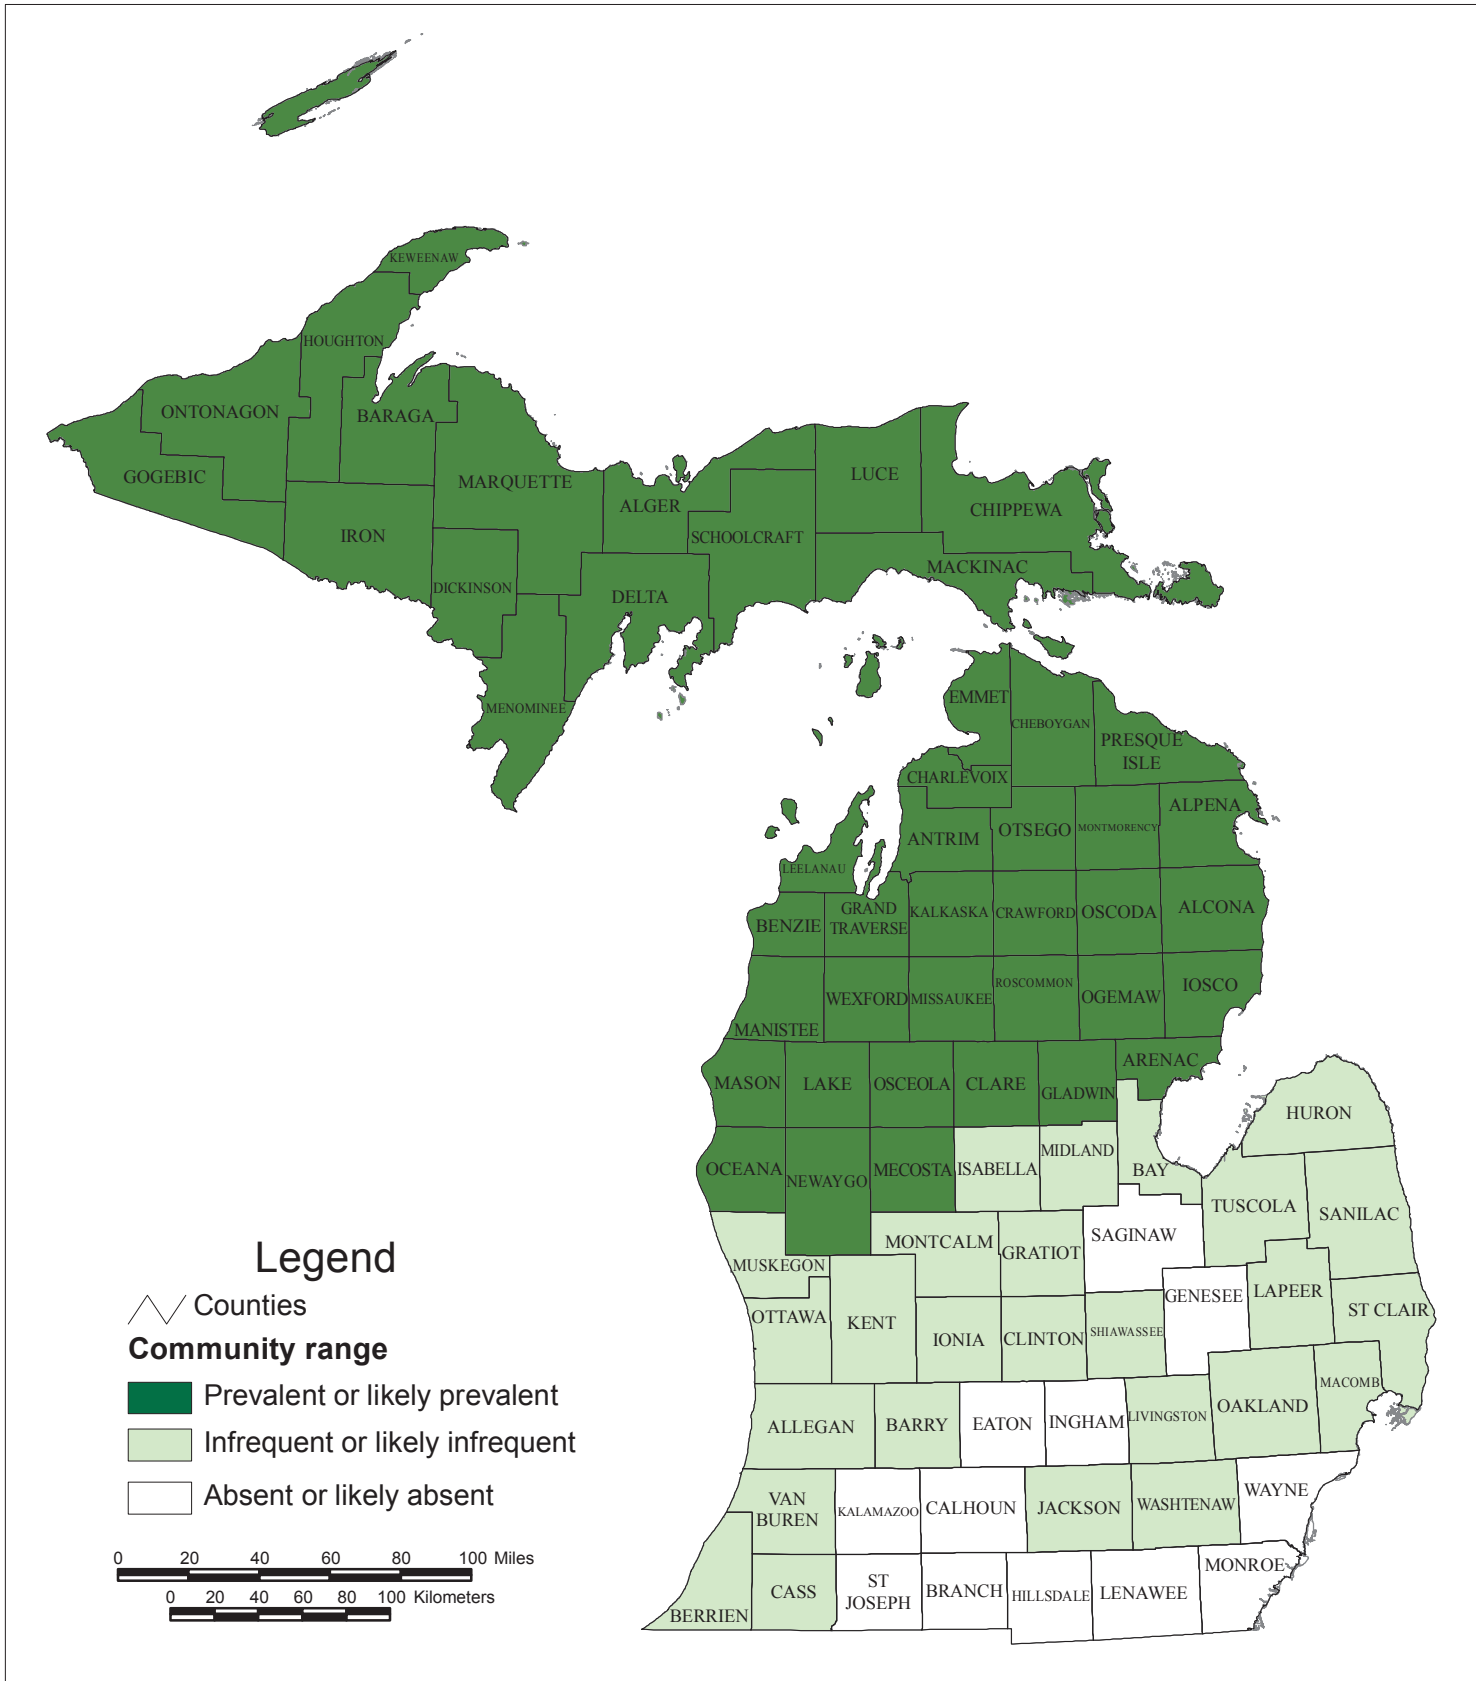 KEWEENAW
HOUGHTON
ONTONAGON
BARAGA
GOGEBIC
MARQUETTE
LUCE
ALGER
CHIPPEWA
IRON
SCHOOLCRAFT
MACKINAC
DICKINSON
DELTA
MENOMINEE
EMMET
CHEBOYGAN
PRESQUE
ISLE
CHARLEVOIX
ALPENA
ANTRIM
OTSEGO
MONTMORENCY
LEELANAU
BENZIE
GRAND
TRAVERSE
KALKASKA
CRAWFORD
OSCODA
ALCONA
MANISTEE
WEXFORD
MISSAUKEE
ROSCOMMON
OGEMAW
IOSCO
MASON
LAKE
OSCEOLA
CLARE
GLADWIN
ARENAC
OCEANA
NEWAYGO
MECOSTA
ISABELLA
MIDLAND
BAY
HURON
TUSCOLA
SANILAC
MUSKEGON
MONTCALM
GRATIOT
SAGINAW
GENESEE
LAPEER
ST CLAIR
OTTAWA
KENT
IONIA
CLINTON
SHIAWASSEE
ALLEGAN
BARRY
EATON
INGHAM
LIVINGSTON
OAKLAND
MACOMB
VAN
BUREN
KALAMAZOO
CALHOUN
JACKSON
WASHTENAW
WAYNE
BERRIEN
CASS
ST
JOSEPH
BRANCH
HILLSDALE
LENAWEE
MONROE
Legend
Counties
Community range
Prevalent or likely prevalent
Infrequent or likely infrequent
Absent or likely absent
0 20 40 60 80 100 Miles
0 20 40 60 80 100 Kilometers